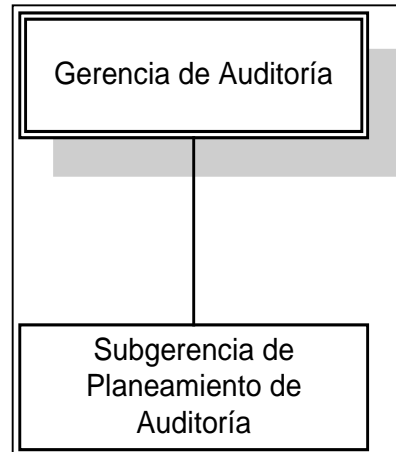 Gerencia de Auditoría
Subgerencia de
Planeamiento de
Auditoría